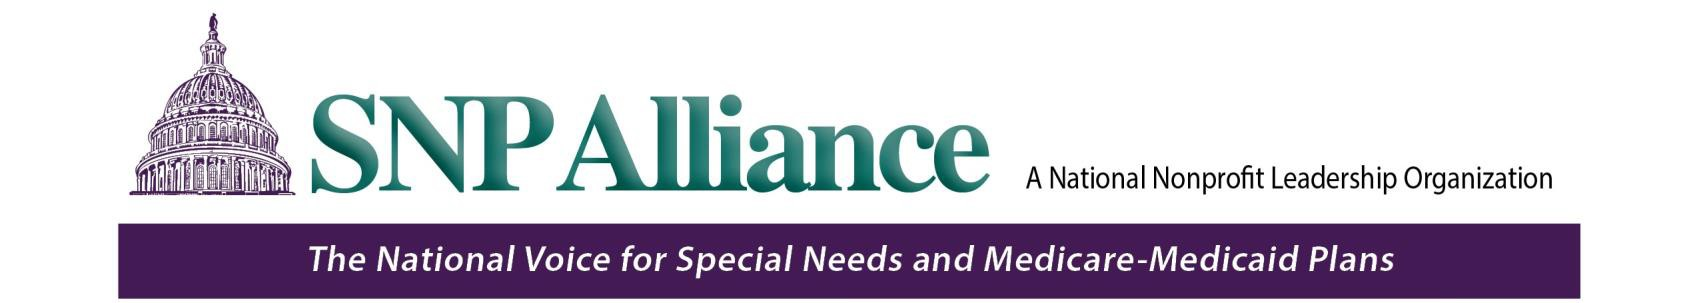 SNP Alliance
A National Nonprofit Leadership Organization
The National Voice for Special Needs and Medicare-Medicaid Plans